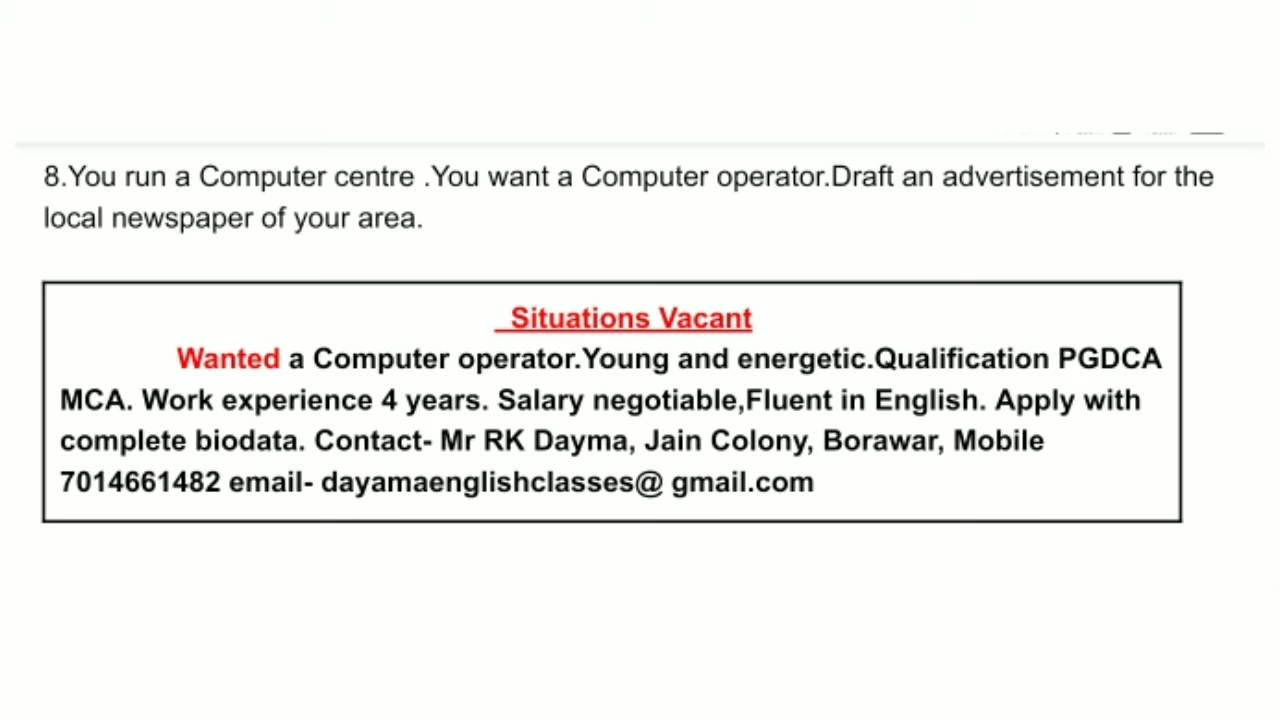 8.You run a Computer centre .You want a Computer operator.Draft an advertisement for the
local newspaper of your area.
Situations Vacant
Wanted a Computer operator.Young and energetic.Qualification PGDCA
MCA. Work experience 4 years. Salary negotiable,Fluent in English. Apply with
complete biodata. Contact- Mr RK Dayma, Jain Colony, Borawar, Mobile
7014661482 email- dayamaenglishclasses@ gmail.com